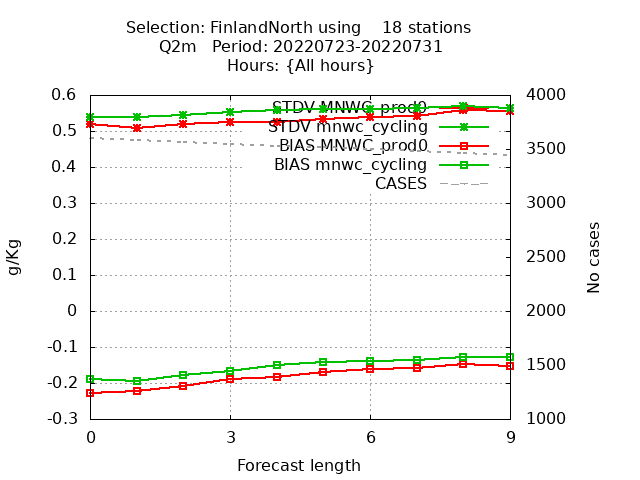 Selection: FinlandNorth using    18 stations
Q2m   Period: 20220723-20220731
Hours: {All hours}
0.6
0.5
0.4
0.3
0.2
0.1
0
-0.1
-0.2
-0.3
g/Kg
STDV MNWC_prod0
STDV mnwc_cycling
BIAS MNWC_prod0
BIAS mnwc_cycling
CASES
4000
3500
3000
2500
2000
1500
1000
No cases
0 3 6 9
Forecast length